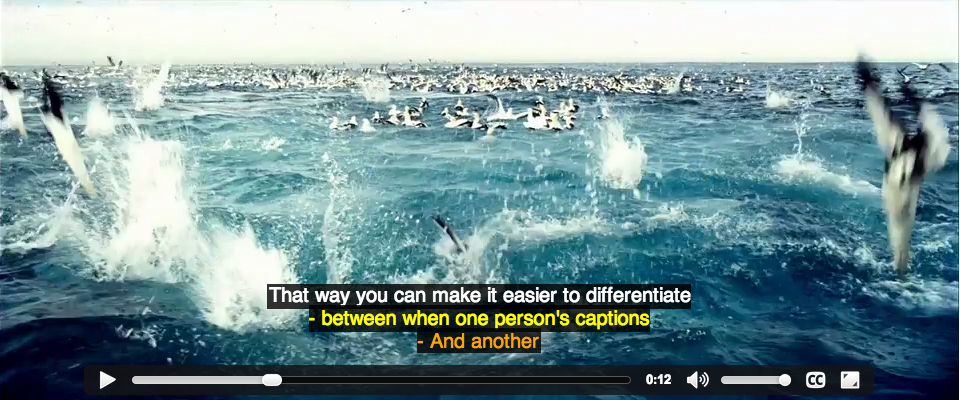 That way you can make it easier to differentiate
- between when one person's captions
- And another
0:12
CC